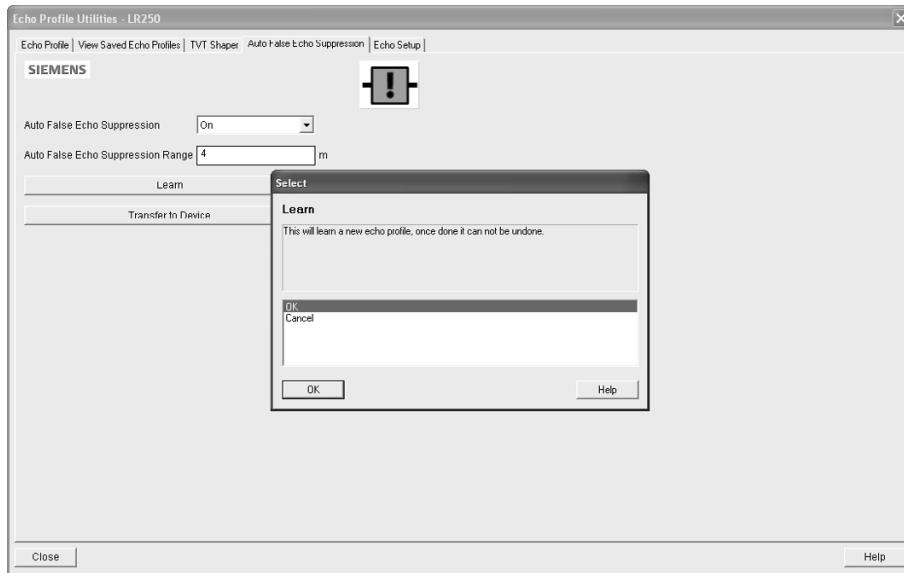 Echo Profile Utilities - LR250
Echo Profile View Saved Echo Profiles TVT Shaper Auto False Echo Suppression Echo Setup
SIEMENS
Auto False Echo Suppression On
Auto False Echo Suppression Range 4 m
Learn
Transfer to Device
Select
Learn
This will learn a new echo profile, once done it can not be undone.
OK
Cancel
OK Help
Close Help